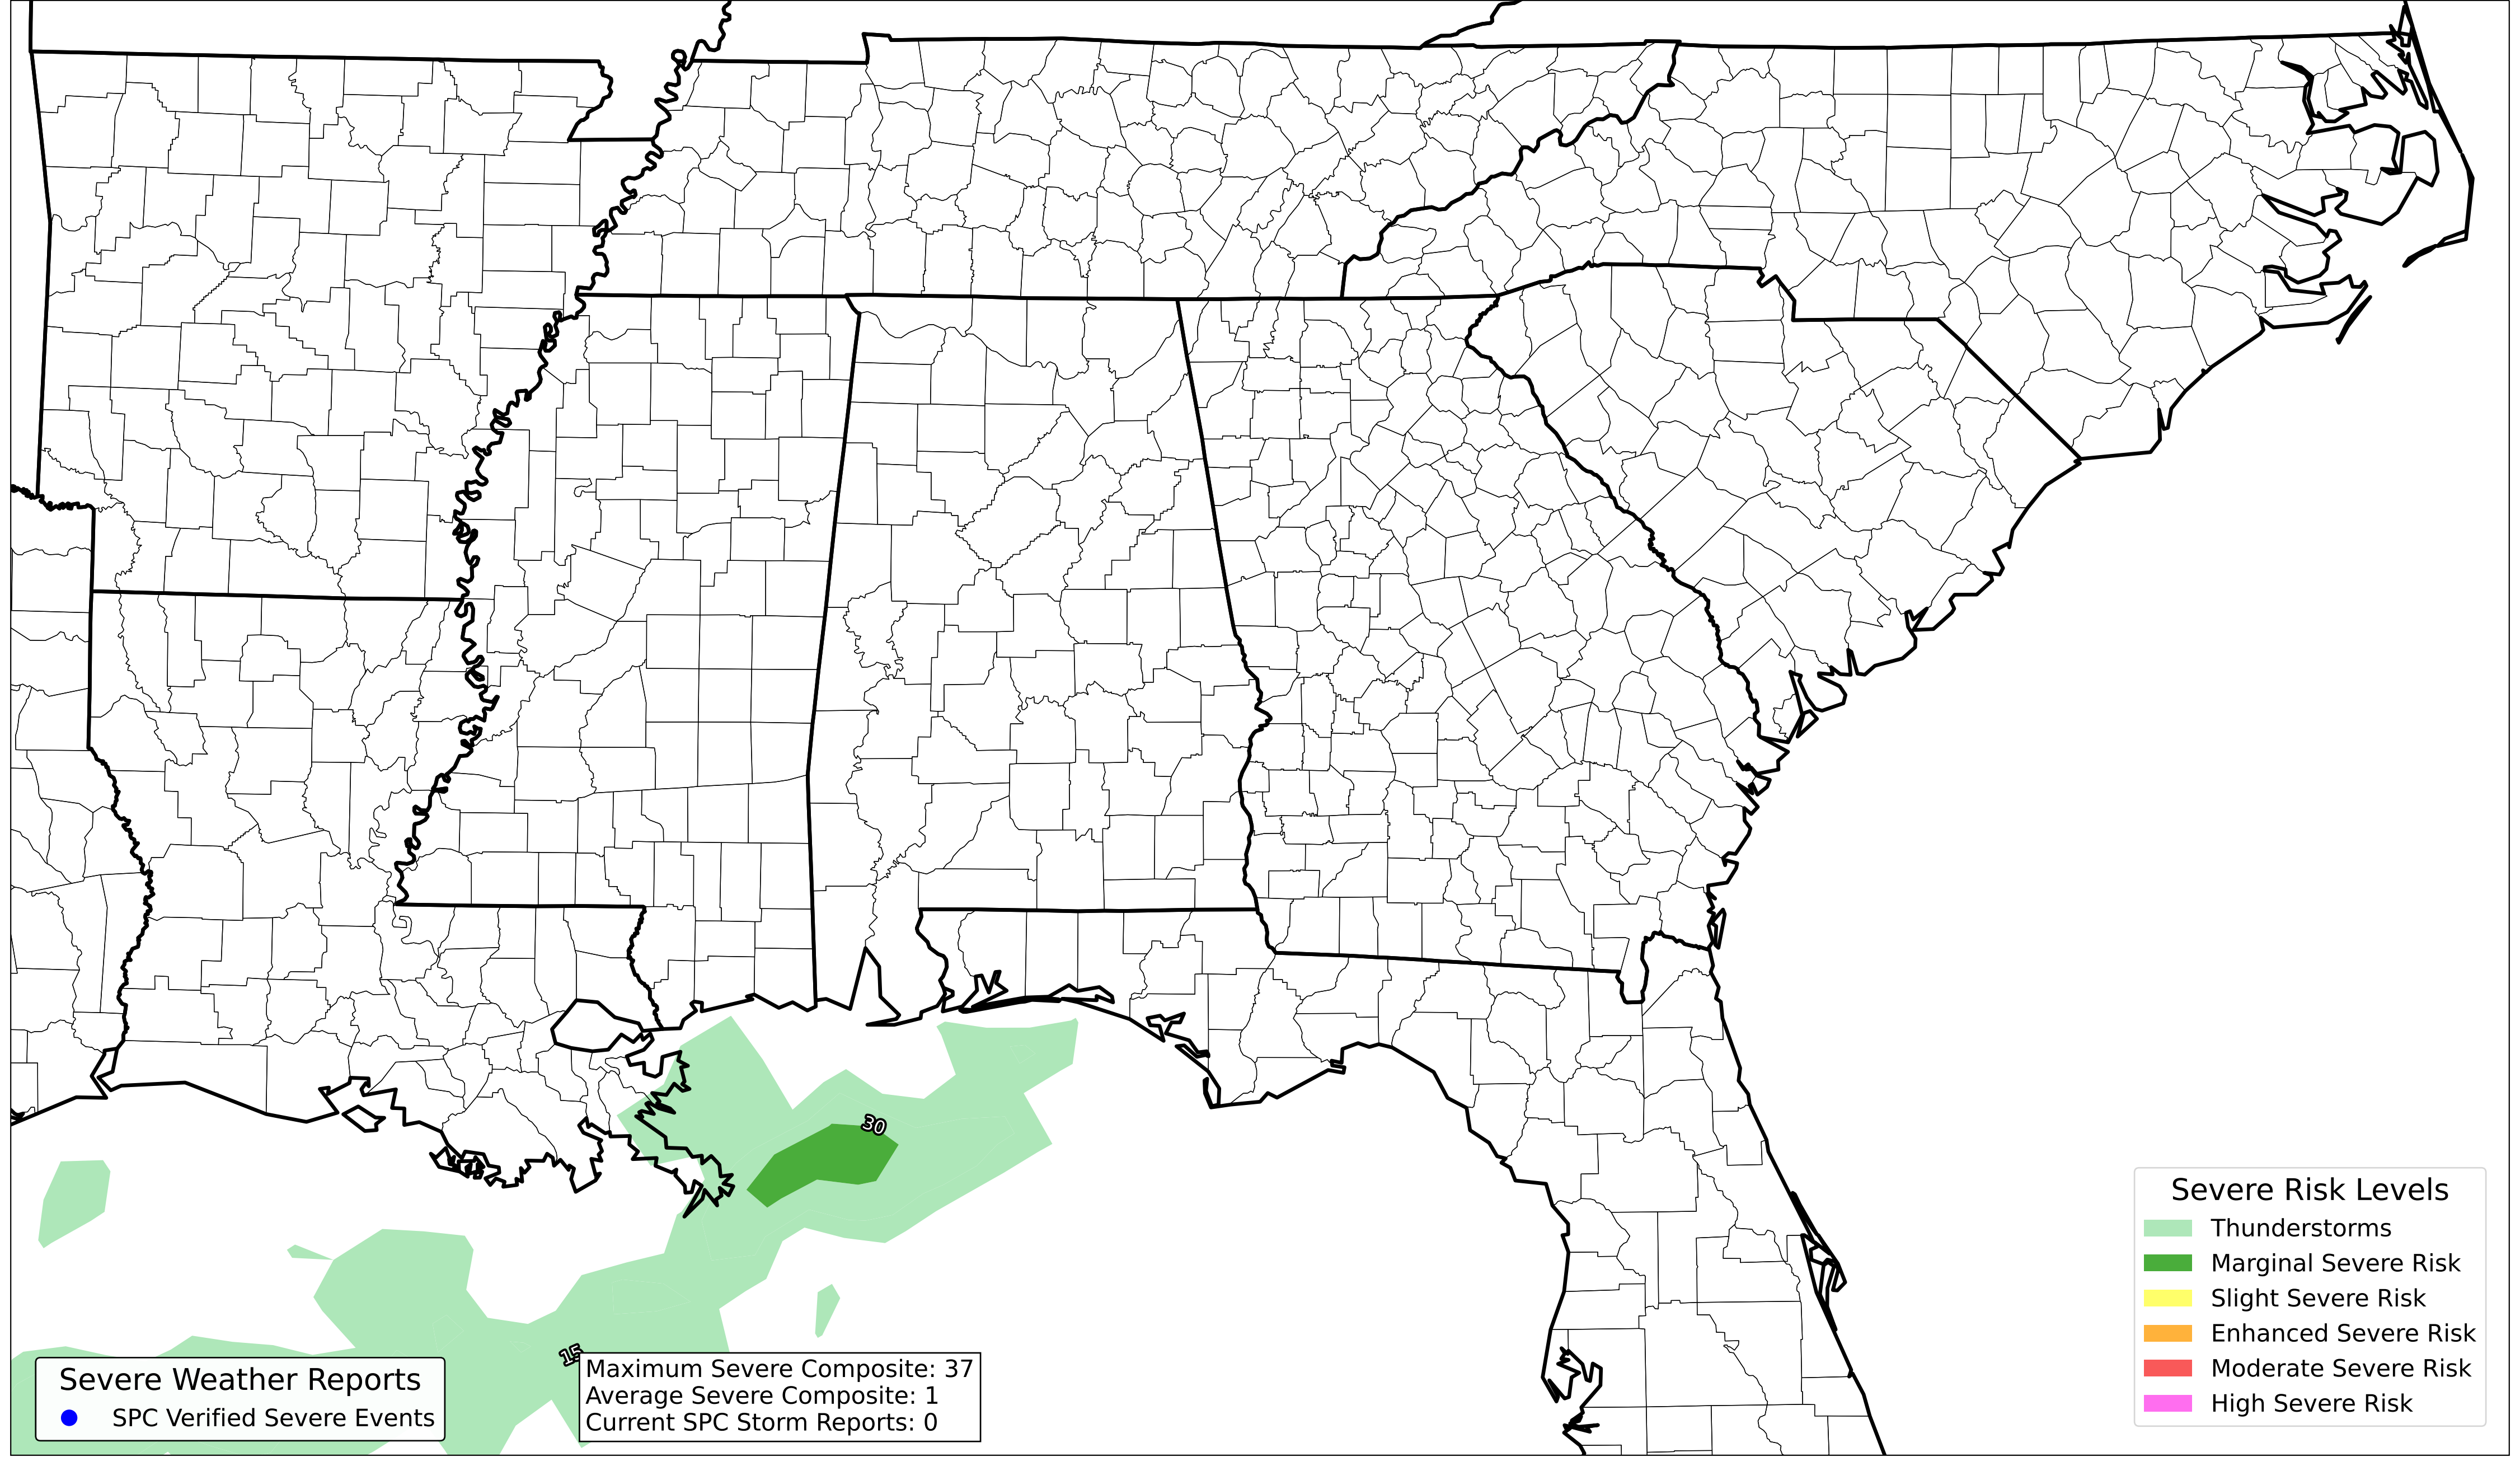 30
15
Severe Weather Reports
SPC Verified Severe Events
Maximum Severe Composite: 37
Average Severe Composite: 1
Current SPC Storm Reports: 0
Severe Risk Levels
Thunderstorms
Marginal Severe Risk
Slight Severe Risk
Enhanced Severe Risk
Moderate Severe Risk
High Severe Risk